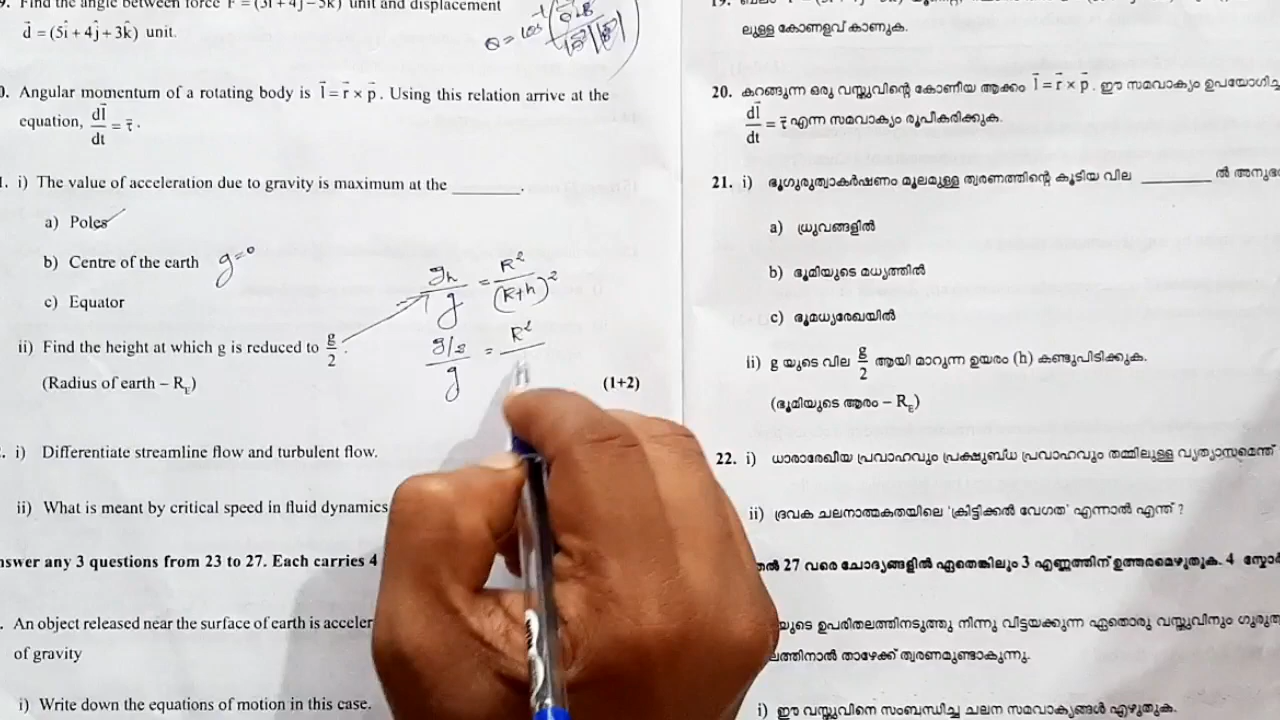 9. Find the angle between force F = (3î + 4ĵ - 5k̂) unit and displacement
d⃗ = (5î + 4ĵ + 3k̂) unit.
0. Angular momentum of a rotating body is l⃗ = r⃗ × p⃗. Using this relation arrive at the
equation, dl⃗/dt = τ⃗.
1. i) The value of acceleration due to gravity is maximum at the ________.
a) Poles
b) Centre of the earth g=0
c) Equator
gh/g = R²/(R+h)²
ii) Find the height at which g is reduced to g/2.
g/2/g = R²
(Radius of earth – R_E) (1+2)
. i) Differentiate streamline flow and turbulent flow.
ii) What is meant by critical speed in fluid dynamics
nswer any 3 questions from 23 to 27. Each carries 4
. An object released near the surface of earth is acceler
of gravity
i) Write down the equations of motion in this case.
ലുള്ള കോണളവ് കാണുക.
20. കറങ്ങുന്ന ഒരു വസ്തുവിന്റെ കോണീയ ആക്കം l⃗ = r⃗ × p⃗. ഈ സമവാക്യം ഉപയോഗിച്ച
dl⃗/dt = τ⃗ എന്ന സമവാക്യം രൂപീകരിക്കുക.
21. i) ഭൂഗുരുത്വാകർഷണം മൂലമുള്ള ത്വരണത്തിന്റെ കൂടിയ വില ________ ൽ അനുഭ
a) ധ്രുവങ്ങളിൽ
b) ഭൂമിയുടെ മധ്യത്തിൽ
c) ഭൂമധ്യരേഖയിൽ
ii) g യുടെ വില g/2 ആയി മാറുന്ന ഉയരം (h) കണ്ടുപിടിക്കുക.
(ഭൂമിയുടെ ആരം – R_E)
22. i) ധാരാരേഖീയ പ്രവാഹവും പ്രക്ഷുബ്ധ പ്രവാഹവും തമ്മിലുള്ള വ്യത്യാസമെന്ത്
ii) ദ്രവക ചലനാത്മകതയിലെ 'ക്രിട്ടിക്കൽ വേഗത' എന്നാൽ എന്ത് ?
തൽ 27 വരെ ചോദ്യങ്ങളിൽ ഏതെങ്കിലും 3 എണ്ണത്തിന് ഉത്തരമെഴുതുക. 4 സ്കോർ
യുടെ ഉപരിതലത്തിനടുത്തു നിന്നു വിട്ടയക്കുന്ന ഏതൊരു വസ്തുവിനും ഗുരുത
ലത്തിനാൽ താഴേക്ക് ത്വരണമുണ്ടാകുന്നു.
i) ഈ വസ്തുവിനെ സംബന്ധിച്ച ചലന സമവാക്യങ്ങൾ എഴുതുക.